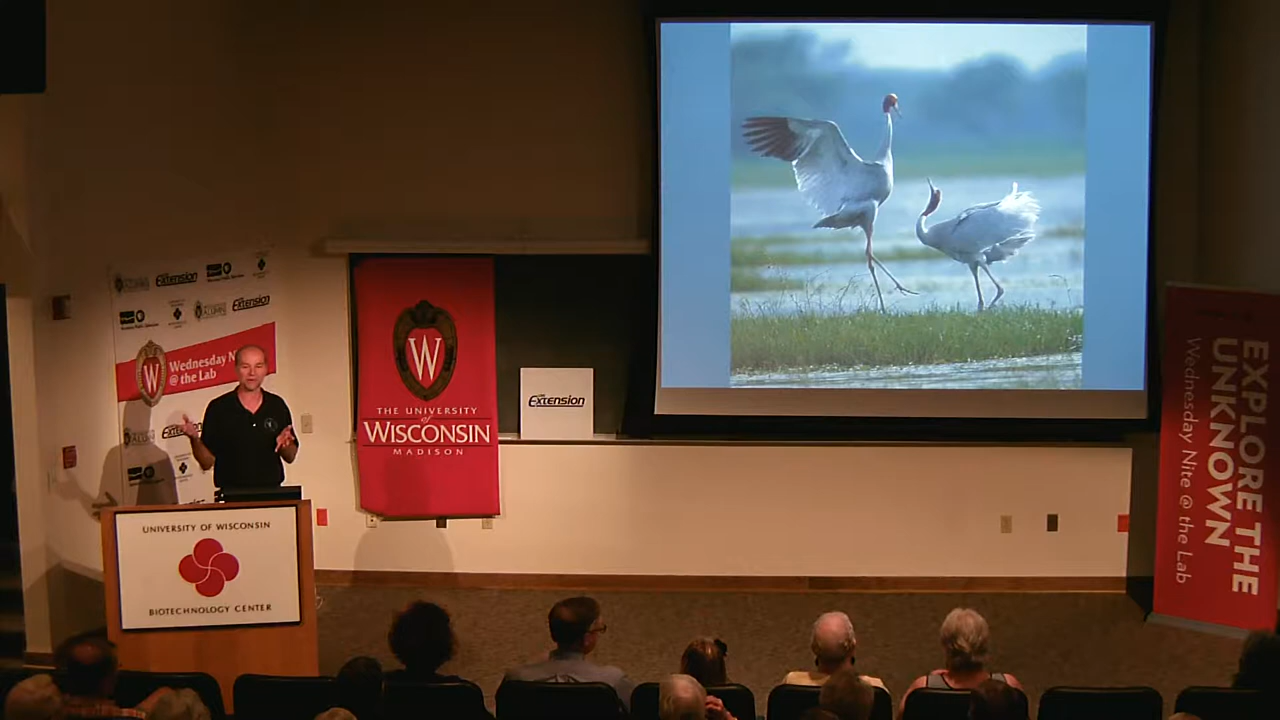 Extension
Extension
Wednesday N
@ the Lab
THE UNIVERSITY
of
WISCONSIN
MADISON
Extension
UNIVERSITY OF WISCONSIN
BIOTECHNOLOGY CENTER
EXPLORE THE
UNKNOWN
Wednesday Nite @ the Lab